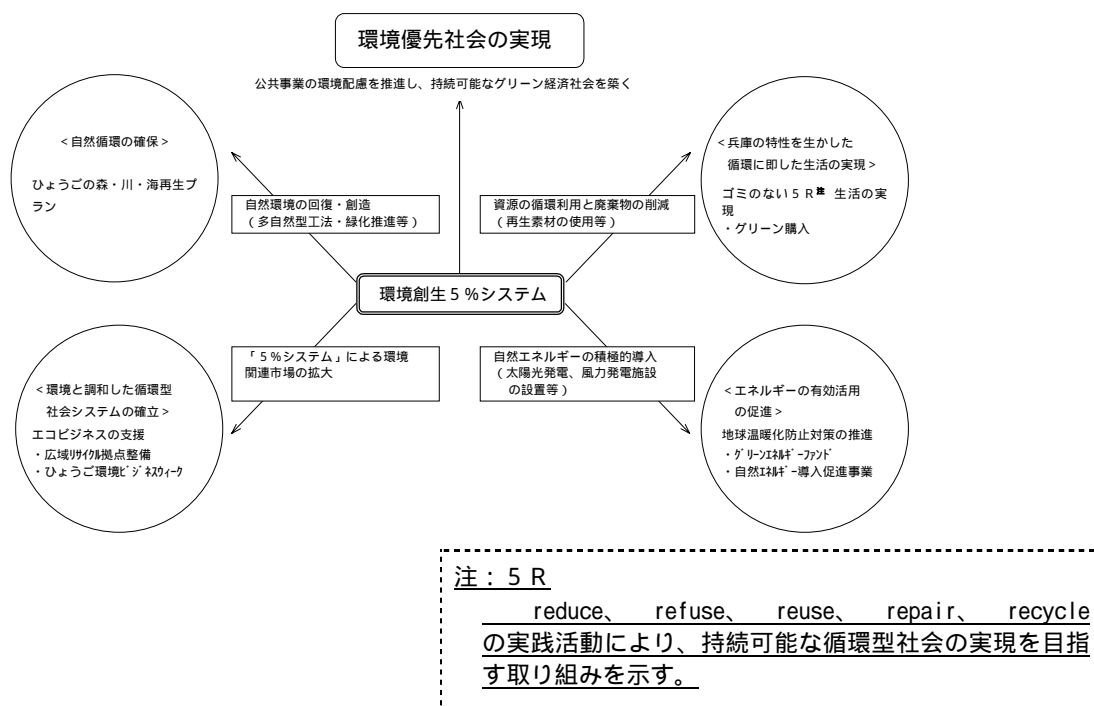 環境優先社会の実現
公共事業の環境配慮を推進し、持続可能なグリーン経済社会を築く
＜自然循環の確保＞
ひょうごの森・川・海再生プ
ラン
＜兵庫の特性を生かした
循環に即した生活の実現＞
ゴミのない５Ｒ注 生活の実
現
・グリーン購入
自然環境の回復・創造
（多自然型工法・緑化推進等）
資源の循環利用と廃棄物の削減
（再生素材の使用等）
環境創生５％システム
「５％システム」による環境
関連市場の拡大
自然エネルギーの積極的導入
（太陽光発電、風力発電施設
の設置等）
＜環境と調和した循環型
社会システムの確立＞
エコビジネスの支援
・広域ﾘｻｲｸﾙ拠点整備
・ひょうご環境ﾋﾞｼﾞﾈｽｳｨｰｸ
＜エネルギーの有効活用
の促進＞
地球温暖化防止対策の推進
・ｸﾞﾘｰﾝｴﾈﾙｷﾞｰﾌｧﾝﾄﾞ
・自然ｴﾈﾙｷﾞｰ導入促進事業
注：５Ｒ
reduce、 refuse、 reuse、 repair、 recycle
の実践活動により、持続可能な循環型社会の実現を目指
す取り組みを示す。